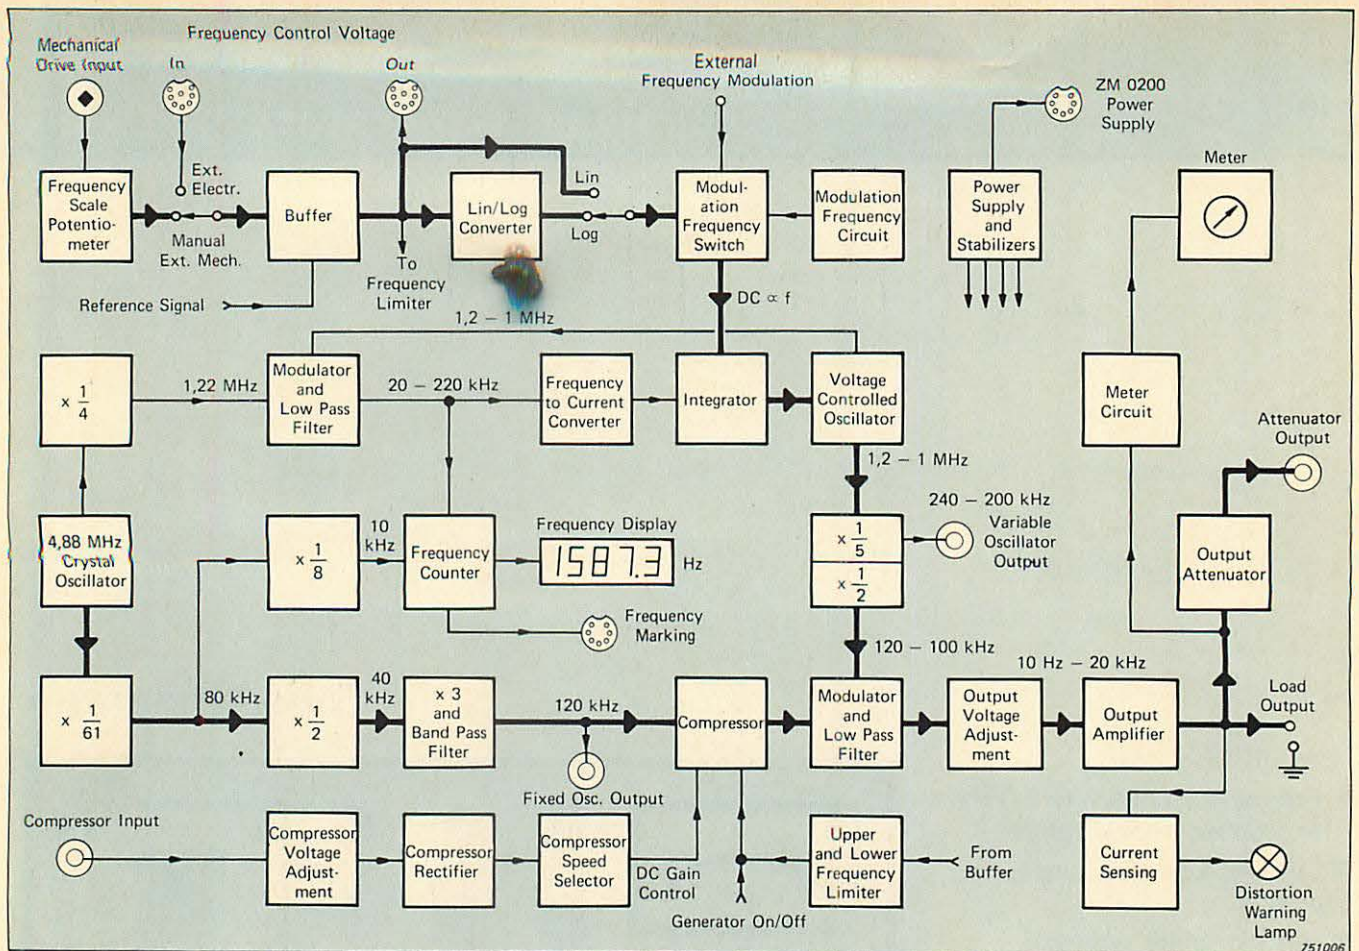 Frequency Control Voltage
Mechanical
Drive Input
In
Out
External
Frequency Modulation
ZM 0200
Power
Supply
Meter
Frequency
Scale
Potentio-
meter
Ext.
Electr.
Manual
Ext. Mech.
Buffer
Lin/Log
Converter
Lin
Log
Modul-
ation
Frequency
Switch
Modulation
Frequency
Circuit
Power
Supply
and
Stabilizers
To
Frequency
Limiter
Reference Signal
DC ∝ f
1,2 – 1 MHz
x 1/4
1,22 MHz
Modulator
and
Low Pass
Filter
20 – 220 kHz
Frequency
to Current
Converter
Integrator
Voltage
Controlled
Oscillator
Meter
Circuit
Attenuator
Output
1,2 – 1 MHz
4,88 MHz
Crystal
Oscillator
x 1/8
10
kHz
Frequency
Counter
Frequency Display
1587.3 Hz
x 1/5
x 1/2
240 – 200 kHz
Variable
Oscillator
Output
Output
Attenuator
Frequency
Marking
120 – 100 kHz
10 Hz – 20 kHz
x 1/61
80 kHz
x 1/2
40
kHz
x 3
and
Band Pass
Filter
120 kHz
Compressor
Modulator
and
Low Pass
Filter
Output
Voltage
Adjust-
ment
Output
Amplifier
Load
Output
Fixed Osc. Output
Compressor Input
Compressor
Voltage
Adjust-
ment
Compressor
Rectifier
Compressor
Speed
Selector
DC Gain
Control
Generator On/Off
Upper
and Lower
Frequency
Limiter
From
Buffer
Current
Sensing
Distortion
Warning
Lamp
751006